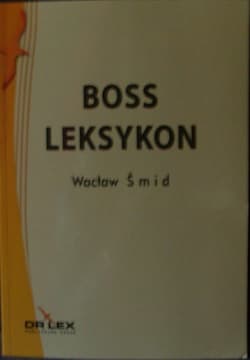 BOSS
LEKSYKON
Wacław Śmid
DR LEX